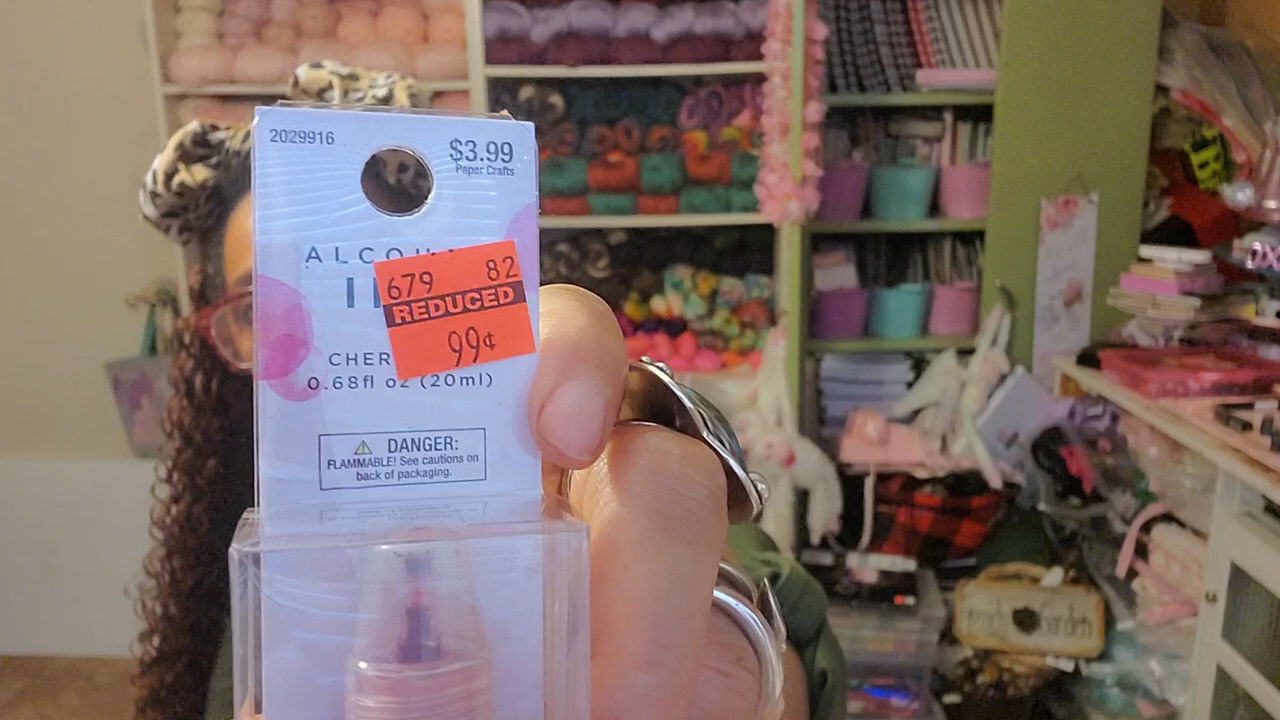 2029916
$3.99
Paper Crafts
679 82
REDUCED
99¢
0.68fl oz (20ml)
DANGER:
FLAMMABLE! See cautions on
back of packaging.